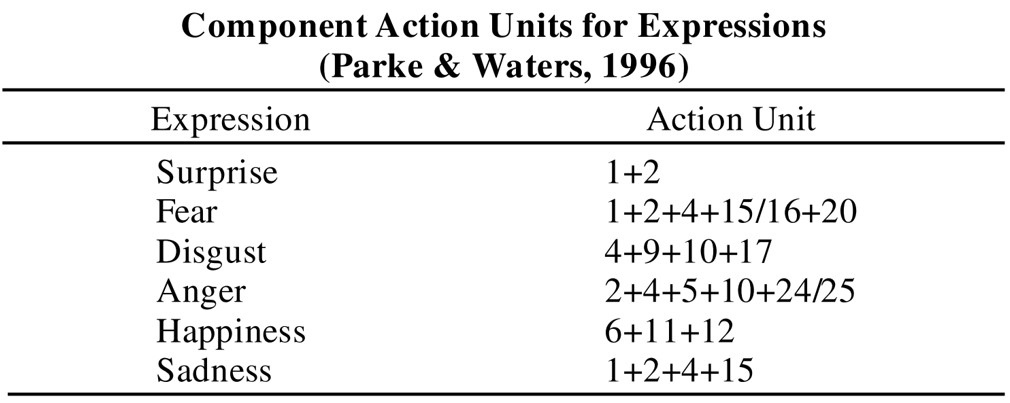 Component Action Units for Expressions
(Parke & Waters, 1996)
Expression Action Unit
Surprise 1+2
Fear 1+2+4+15/16+20
Disgust 4+9+10+17
Anger 2+4+5+10+24/25
Happiness 6+11+12
Sadness 1+2+4+15